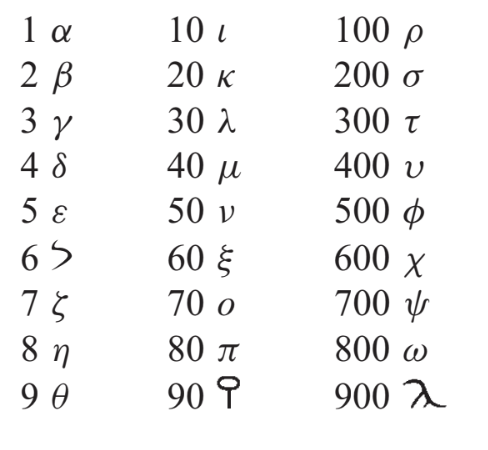 1 α 10 ι 100 ρ
2 β 20 κ 200 σ
3 γ 30 λ 300 τ
4 δ 40 μ 400 υ
5 ε 50 ν 500 ϕ
6 60 ξ 600 χ
7 ζ 70 ο 700 ψ
8 η 80 π 800 ω
9 θ 90 Ϙ 900